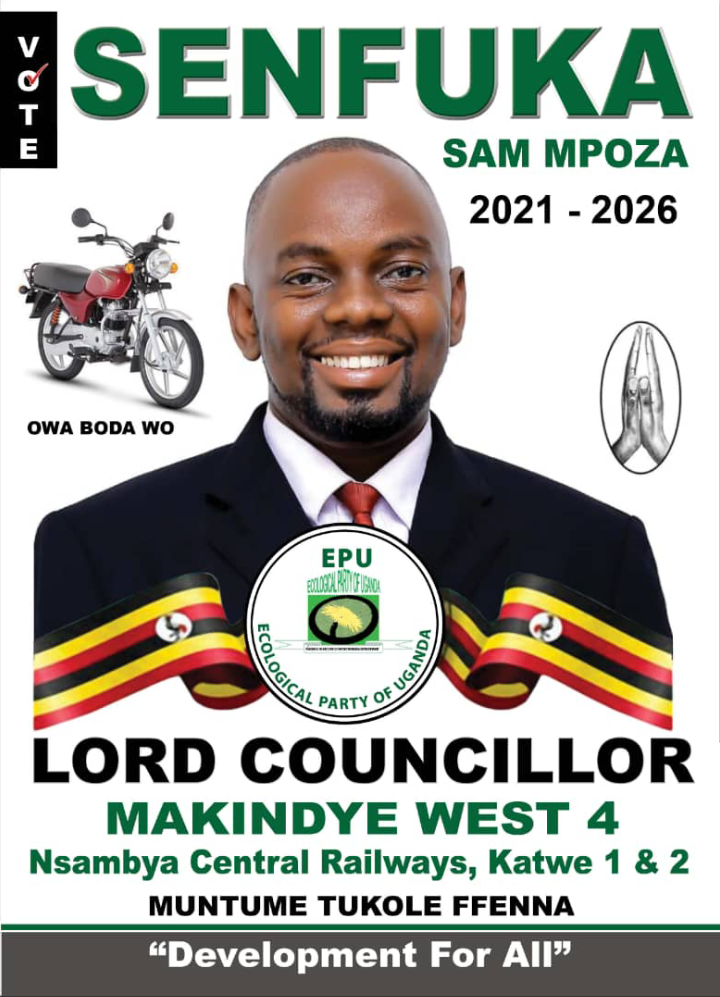 VOTE
SENFUKA
SAM MPOZA
2021 - 2026
OWA BODA WO
EPU
ECOLOGICAL PARTY OF UGANDA
ECOLOGICAL PARTY OF UGANDA
LORD COUNCILLOR
MAKINDYE WEST 4
Nsambya Central Railways, Katwe 1 & 2
MUNTUME TUKOLE FFENNA
“Development For All”